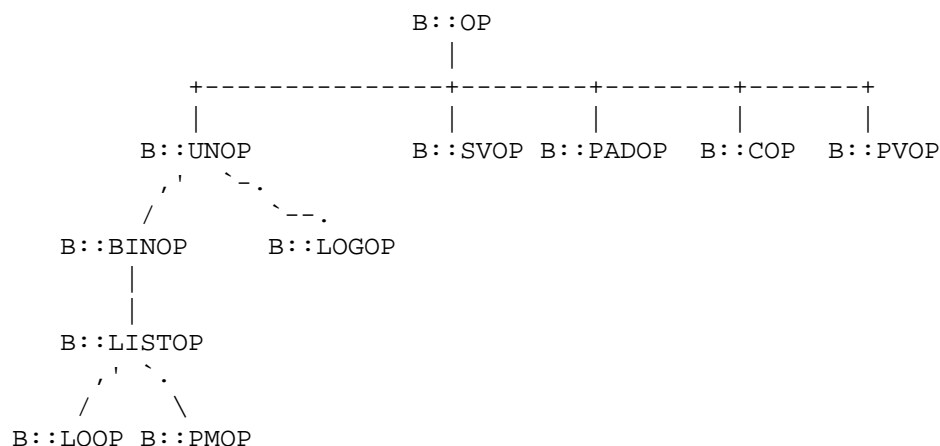 B::OP
B::UNOP B::SVOP B::PADOP B::COP B::PVOP
B::BINOP B::LOGOP
B::LISTOP
B::LOOP B::PMOP